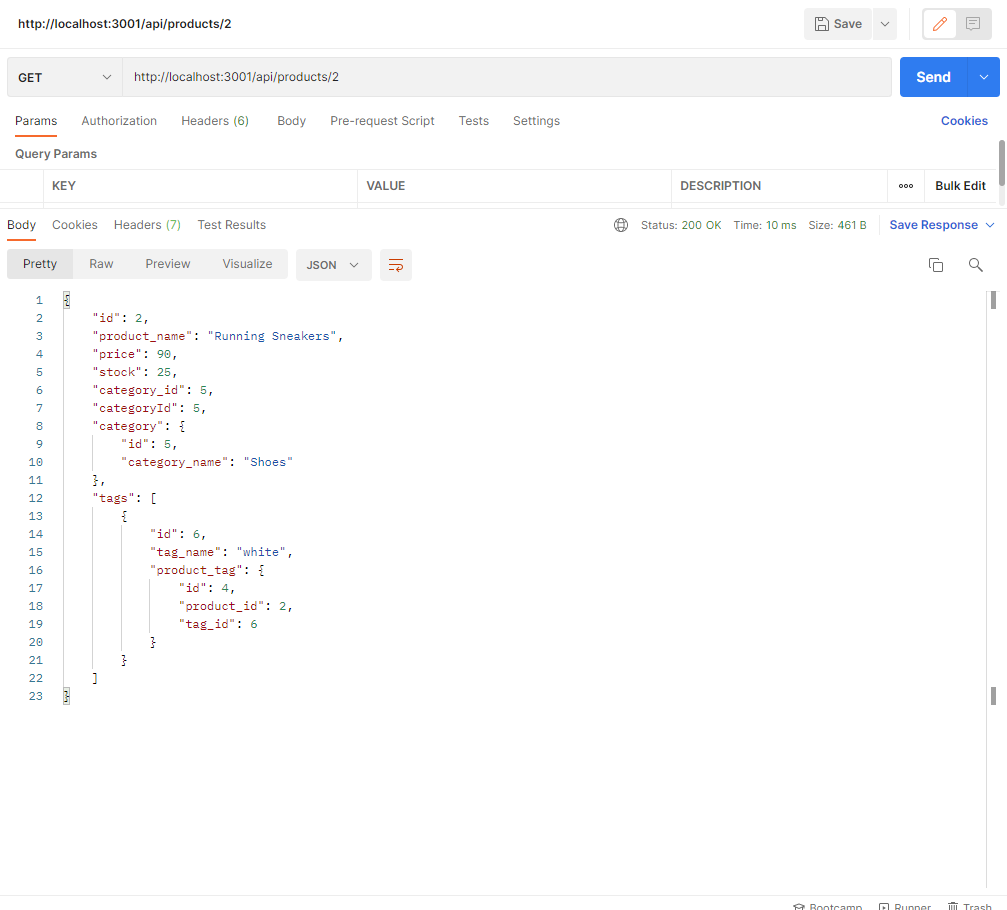 http://localhost:3001/api/products/2
Save
GET
http://localhost:3001/api/products/2
Send
Params Authorization Headers (6) Body Pre-request Script Tests Settings Cookies
Query Params
KEY VALUE DESCRIPTION ooo Bulk Edit
Body Cookies Headers (7) Test Results Status: 200 OK Time: 10 ms Size: 461 B Save Response
Pretty Raw Preview Visualize JSON
1 {
2 "id": 2,
3 "product_name": "Running Sneakers",
4 "price": 90,
5 "stock": 25,
6 "category_id": 5,
7 "categoryId": 5,
8 "category": {
9 "id": 5,
10 "category_name": "Shoes"
11 },
12 "tags": [
13 {
14 "id": 6,
15 "tag_name": "white",
16 "product_tag": {
17 "id": 4,
18 "product_id": 2,
19 "tag_id": 6
20 }
21 }
22 ]
23 }
Bootcamp Runner Trash